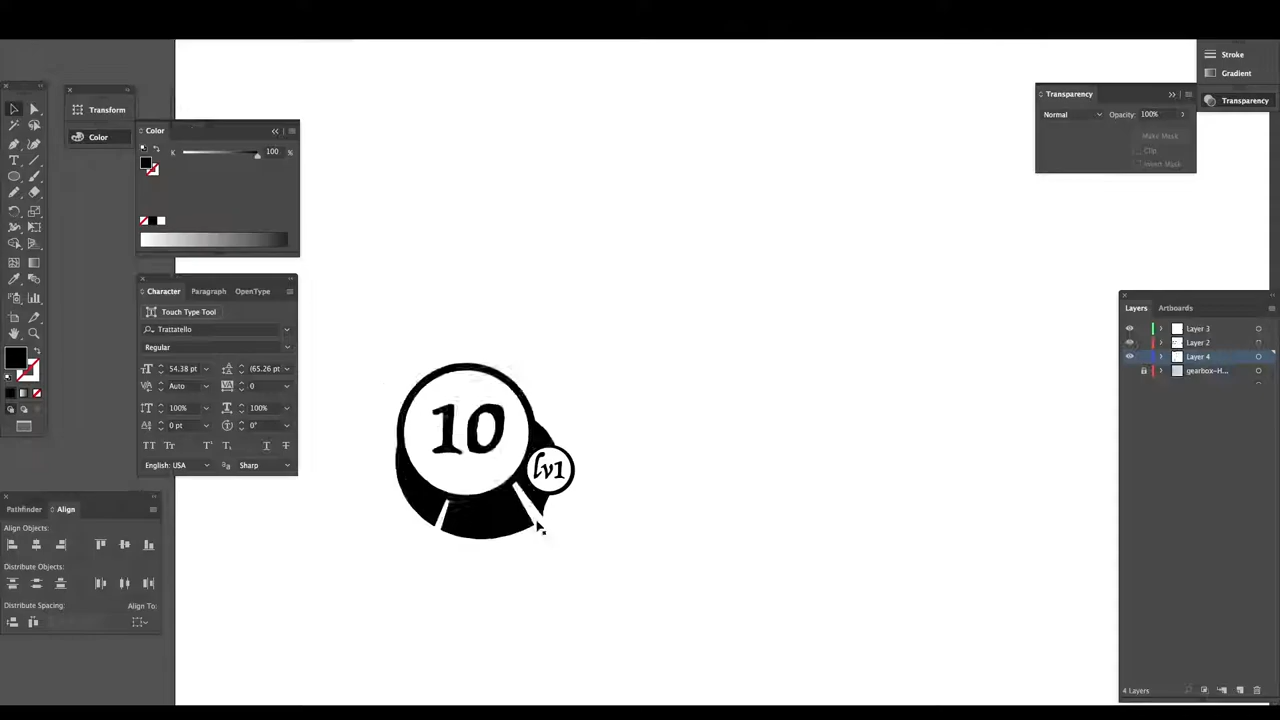 Stroke
Gradient
Transparency
Transparency
Normal
Opacity: 100%
Make Mask
Clip
Invert Mask
Transform
Color
Color
K 100 %
Character Paragraph OpenType
Touch Type Tool
Trattatello
Regular
54.38 pt (65.26 pt
Auto 0
100% 100%
0 pt 0°
English: USA Sharp
Pathfinder Align
Align Objects:
Distribute Objects:
Distribute Spacing: Align To:
10
lv1
Layers Artboards
Layer 3
Layer 2
Layer 4
gearbox-H...
4 Layers